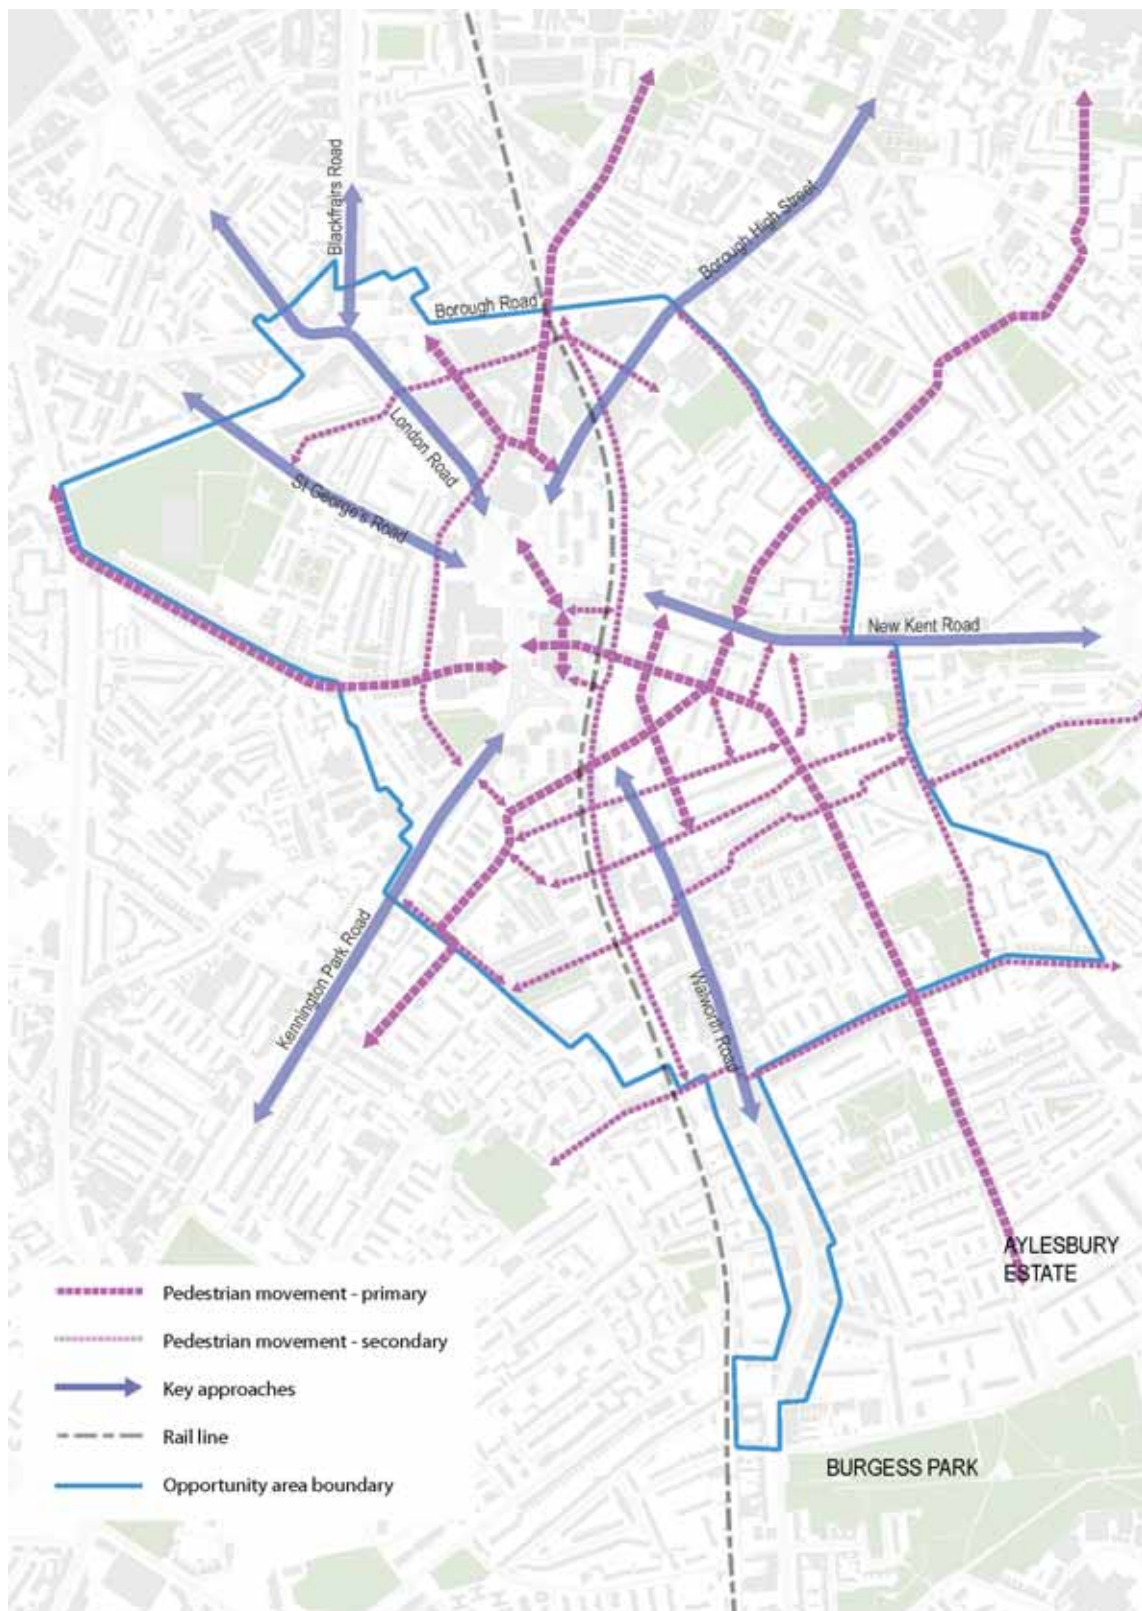 Blackfrairs Road
Borough High Street
Borough Road
London Road
St George's Road
New Kent Road
Kennington Park Road
Walworth Road
AYLESBURY
ESTATE
Pedestrian movement - primary
Pedestrian movement - secondary
Key approaches
Rail line
Opportunity area boundary
BURGESS PARK